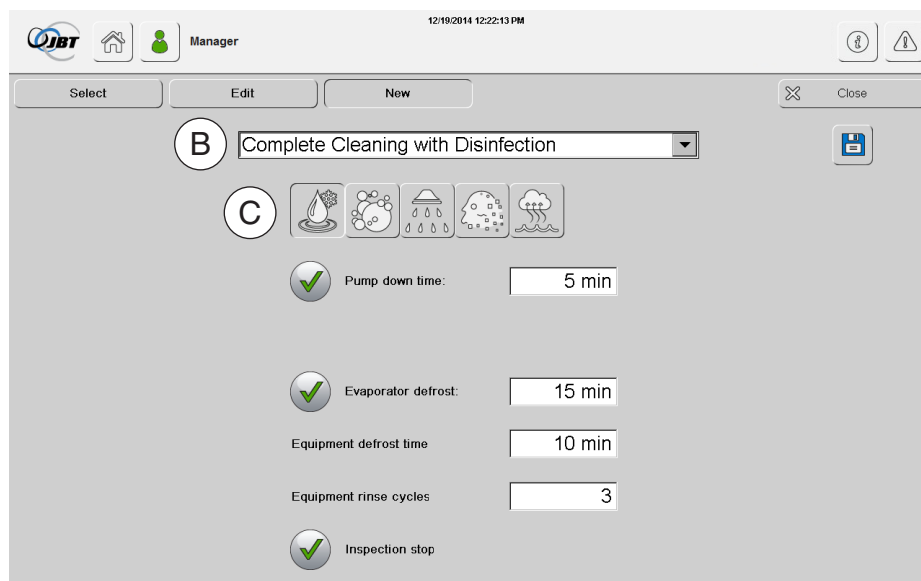 12/19/2014 12:22:13 PM
JBT
Manager
Select
Edit
New
Close
B
Complete Cleaning with Disinfection
C
Pump down time:
5 min
Evaporator defrost:
15 min
Equipment defrost time
10 min
Equipment rinse cycles
3
Inspection stop